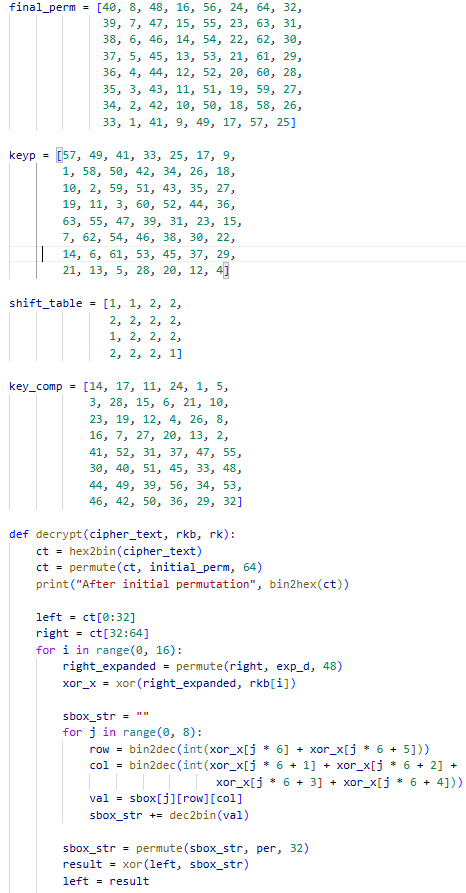 final_perm = [40, 8, 48, 16, 56, 24, 64, 32,
              39, 7, 47, 15, 55, 23, 63, 31,
              38, 6, 46, 14, 54, 22, 62, 30,
              37, 5, 45, 13, 53, 21, 61, 29,
              36, 4, 44, 12, 52, 20, 60, 28,
              35, 3, 43, 11, 51, 19, 59, 27,
              34, 2, 42, 10, 50, 18, 58, 26,
              33, 1, 41, 9, 49, 17, 57, 25]
keyp = [57, 49, 41, 33, 25, 17, 9,
        1, 58, 50, 42, 34, 26, 18,
        10, 2, 59, 51, 43, 35, 27,
        19, 11, 3, 60, 52, 44, 36,
        63, 55, 47, 39, 31, 23, 15,
        7, 62, 54, 46, 38, 30, 22,
        14, 6, 61, 53, 45, 37, 29,
        21, 13, 5, 28, 20, 12, 4]
shift_table = [1, 1, 2, 2,
               2, 2, 2, 2,
               1, 2, 2, 2,
               2, 2, 2, 1]
key_comp = [14, 17, 11, 24, 1, 5,
            3, 28, 15, 6, 21, 10,
            23, 19, 12, 4, 26, 8,
            16, 7, 27, 20, 13, 2,
            41, 52, 31, 37, 47, 55,
            30, 40, 51, 45, 33, 48,
            44, 49, 39, 56, 34, 53,
            46, 42, 50, 36, 29, 32]
def decrypt(cipher_text, rkb, rk):
    ct = hex2bin(cipher_text)
    ct = permute(ct, initial_perm, 64)
    print("After initial permutation", bin2hex(ct))
    left = ct[0:32]
    right = ct[32:64]
    for i in range(0, 16):
        right_expanded = permute(right, exp_d, 48)
        xor_x = xor(right_expanded, rkb[i])
        sbox_str = ""
        for j in range(0, 8):
            row = bin2dec(int(xor_x[j * 6] + xor_x[j * 6 + 5]))
            col = bin2dec(int(xor_x[j * 6 + 1] + xor_x[j * 6 + 2] +
                              xor_x[j * 6 + 3] + xor_x[j * 6 + 4]))
            val = sbox[j][row][col]
            sbox_str += dec2bin(val)
        sbox_str = permute(sbox_str, per, 32)
        result = xor(left, sbox_str)
        left = result